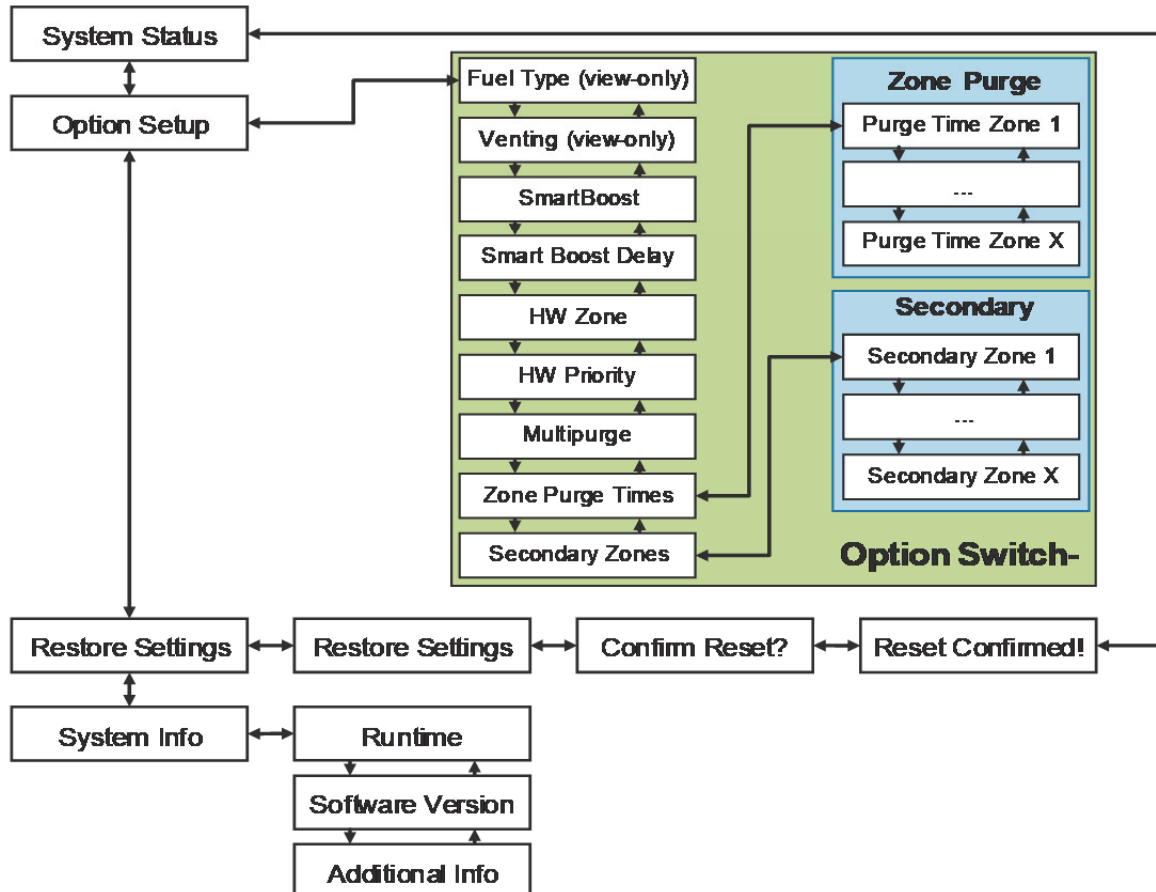 System Status
Option Setup
Fuel Type (view-only)
Venting (view-only)
SmartBoost
Smart Boost Delay
HW Zone
HW Priority
Multipurge
Zone Purge Times
Secondary Zones
Zone Purge
Purge Time Zone 1
...
Purge Time Zone X
Secondary
Secondary Zone 1
...
Secondary Zone X
Option Switch-
Restore Settings
Restore Settings
Confirm Reset?
Reset Confirmed!
System Info
Runtime
Software Version
Additional Info